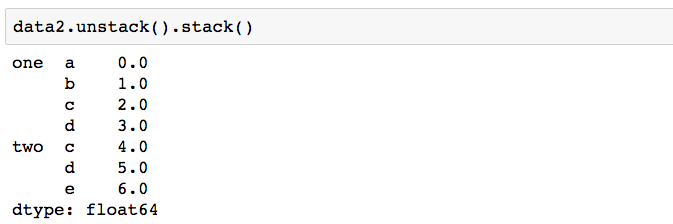 data2.unstack().stack()
one  a    0.0
     b    1.0
     c    2.0
     d    3.0
two  c    4.0
     d    5.0
     e    6.0
dtype: float64